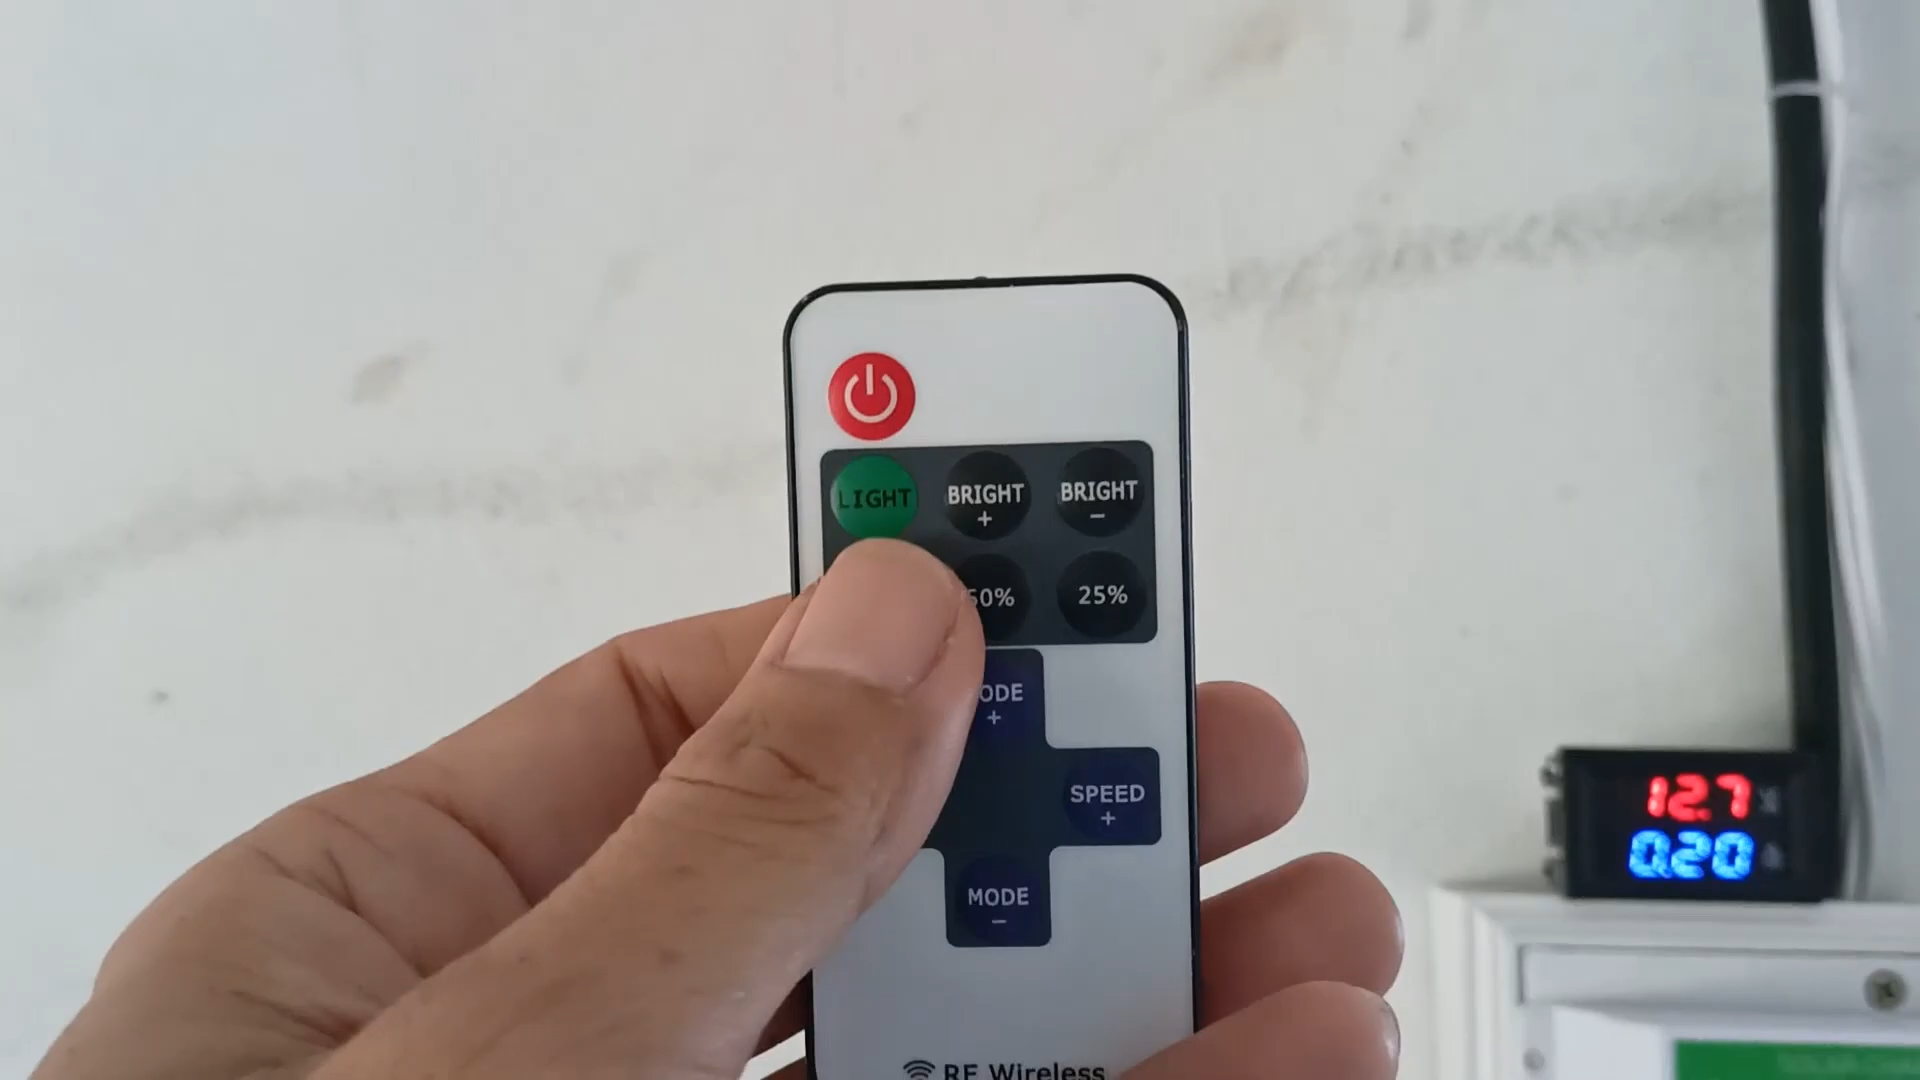 LIGHT BRIGHT + BRIGHT -
50% 25%
ODE +
SPEED +
MODE -
RF Wireless
12.7
0.20